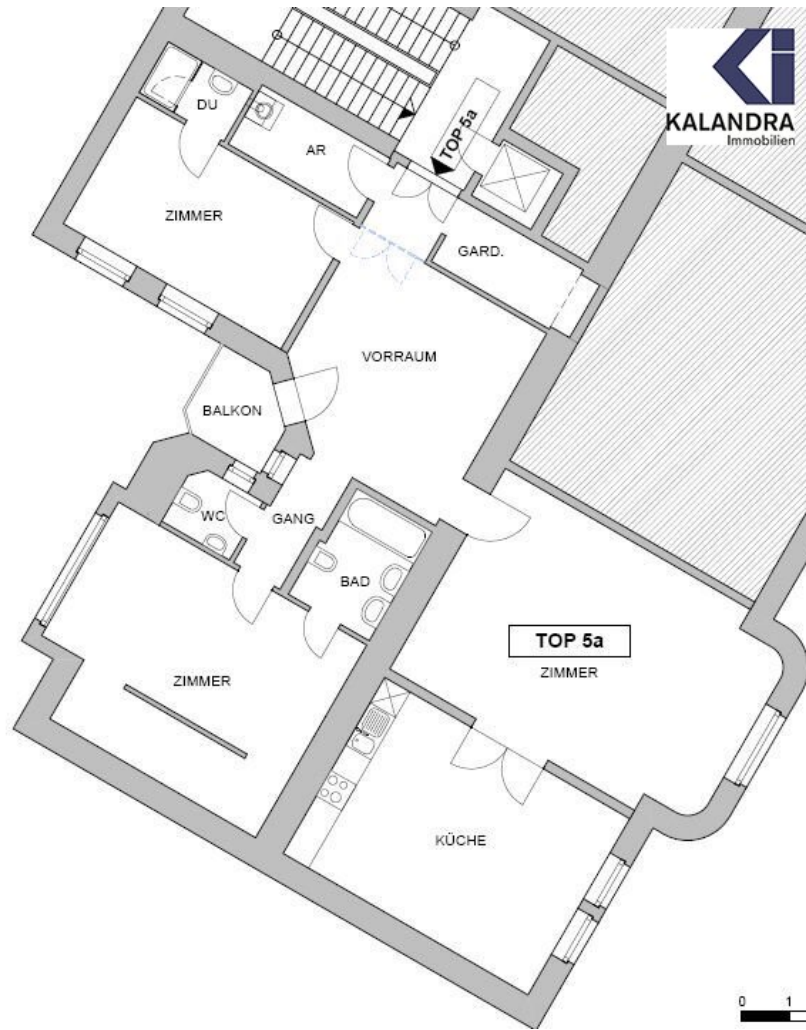 KALANDRA
Immobilien
DU
AR
TOP 5a
ZIMMER
GARD.
VORRAUM
BALKON
WC
GANG
BAD
TOP 5a
ZIMMER
ZIMMER
KÜCHE
0 1